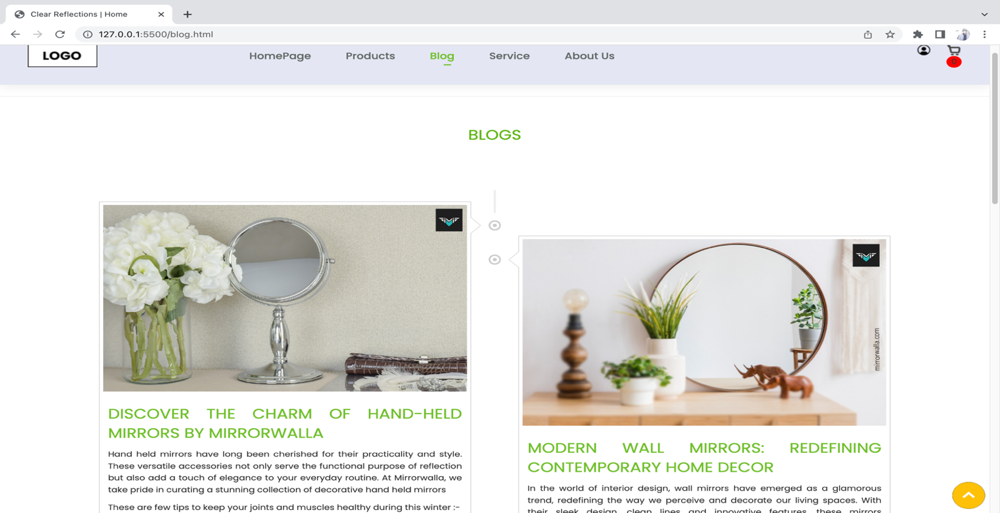 Clear Reflections | Home
127.0.0.1:5500/blog.html
LOGO
HomePage
Products
Blog
Service
About Us
0
BLOGS
DISCOVER THE CHARM OF HAND-HELD
MIRRORS BY MIRRORWALLA
Hand held mirrors have long been cherished for their practicality and style.
These versatile accessories not only serve the functional purpose of reflection
but also add a touch of elegance to your everyday routine. At Mirrorwalla, we
take pride in curating a stunning collection of decorative hand held mirrors
These are few tips to keep your joints and muscles healthy during this winter :-
mirrorwalla.com
MODERN WALL MIRRORS: REDEFINING
CONTEMPORARY HOME DECOR
In the world of interior design, wall mirrors have emerged as a glamorous
trend, redefining the way we perceive and decorate our living spaces. With
their sleek design, clean lines and innovative features, these mirrors